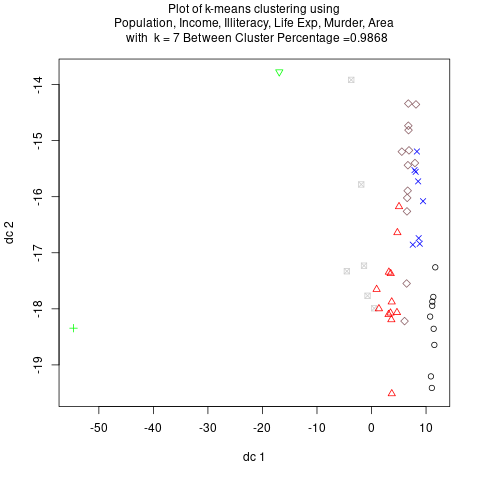 Plot of k-means clustering using
Population, Income, Illiteracy, Life Exp, Murder, Area
with k = 7 Between Cluster Percentage =0.9868
-14
-15
-16
-17
-18
-19
dc 2
-50 -40 -30 -20 -10 0 10
dc 1